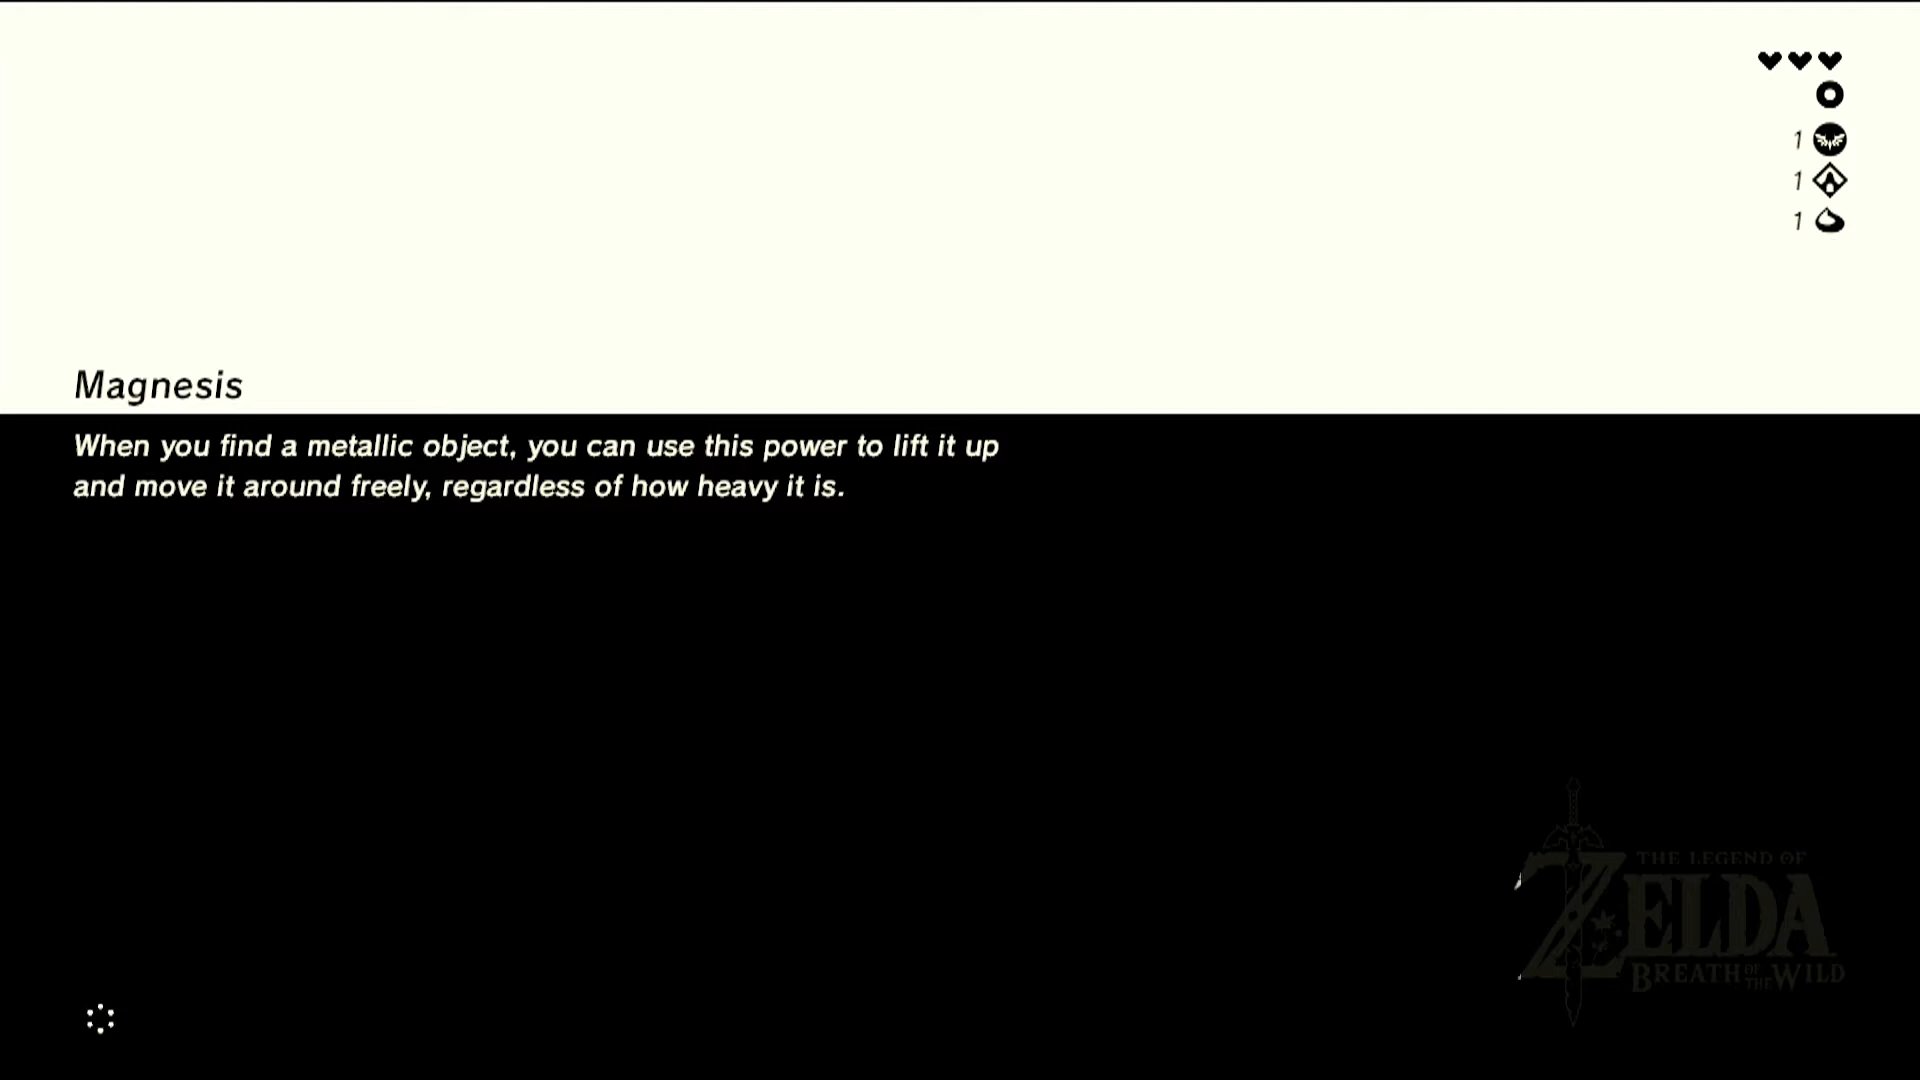 1
1
1
Magnesis
When you find a metallic object, you can use this power to lift it up
and move it around freely, regardless of how heavy it is.
THE LEGEND OF
ZELDA
BREATH OF THE WILD